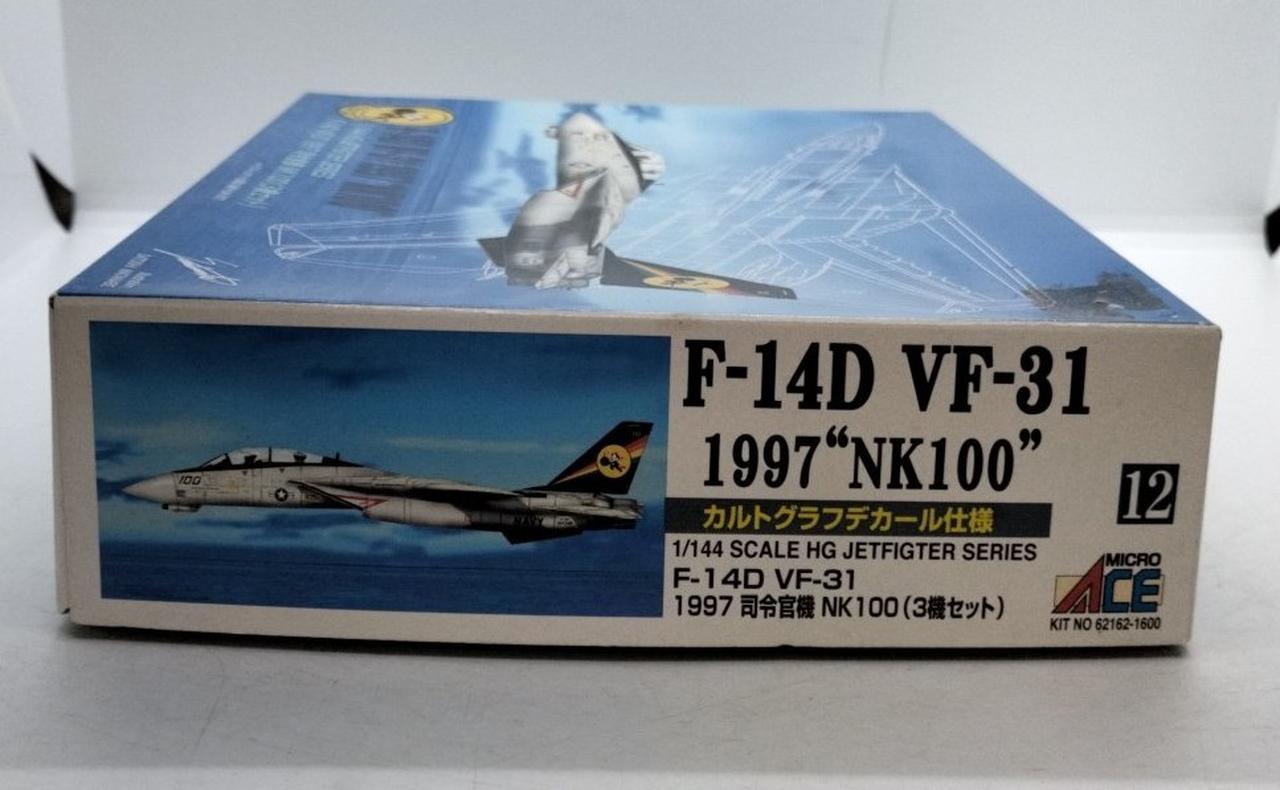 F-14D VF-31
1997“NK100”
カルトグラフデカール仕様
12
1/144 SCALE HG JETFIGTER SERIES
F-14D VF-31
1997 司令官機 NK100(3機セット)
MICRO
ACE
KIT NO 62162-1600
100
NAVY